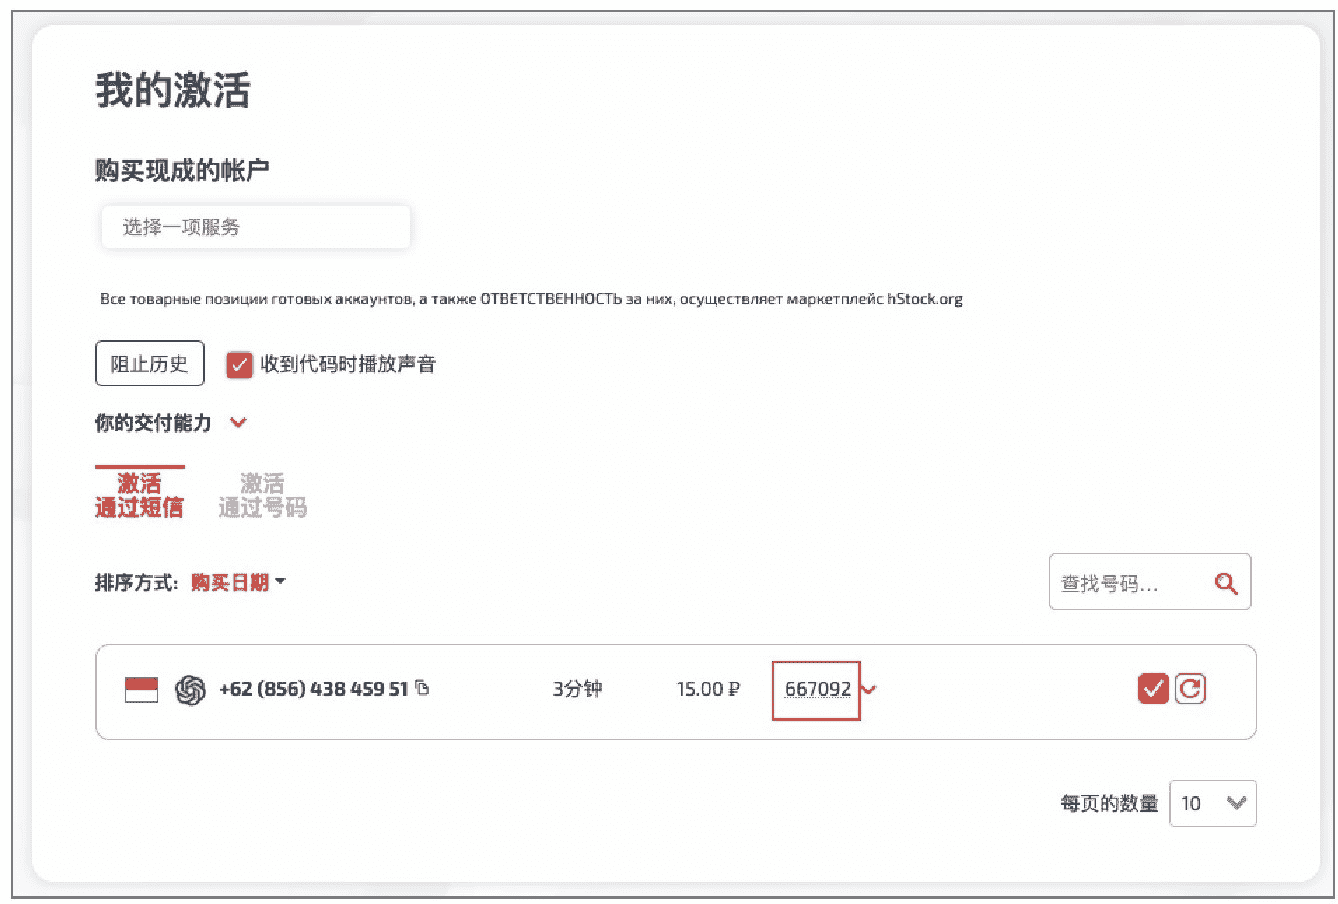 我的激活
购买现成的帐户
选择一项服务
Все товарные позиции готовых аккаунтов, а также ОТВЕТСТВЕННОСТЬ за них, осуществляет маркетплейс hStock.org
阻止历史 收到代码时播放声音
你的交付能力
激活 激活
通过短信 通过号码
排序方式: 购买日期 查找号码...
+62 (856) 438 459 51 3分钟 15.00 ₽ 667092
每页的数量 10